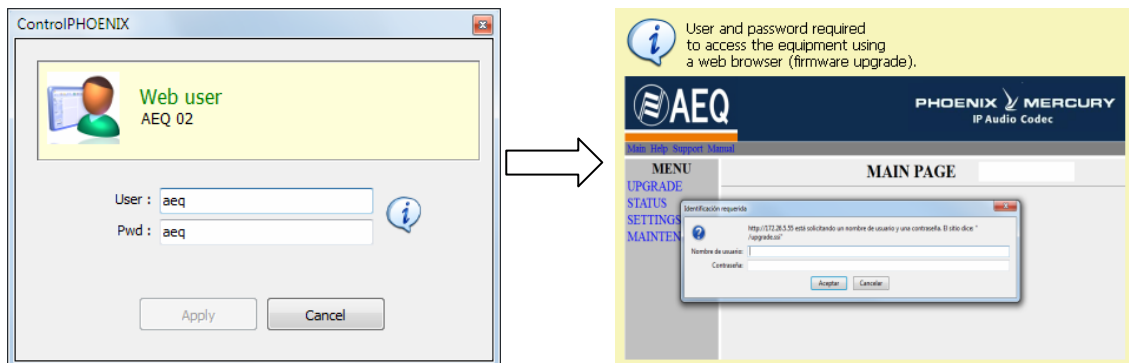 ControlPHOENIX
Web user
AEQ 02
User : aeq
Pwd : aeq
Apply Cancel
User and password required
to access the equipment using
a web browser (firmware upgrade).
AEQ
PHOENIX MERCURY
IP Audio Codec
Main Help Support Manual
MENU
MAIN PAGE
UPGRADE
STATUS
SETTINGS
MAINTEN
Identificación requerida
http://172.26.5.55 está solicitando un nombre de usuario y una contraseña. El sitio dice: "
/upgrade.ssi"
Nombre de usuario:
Contraseña:
Aceptar Cancelar